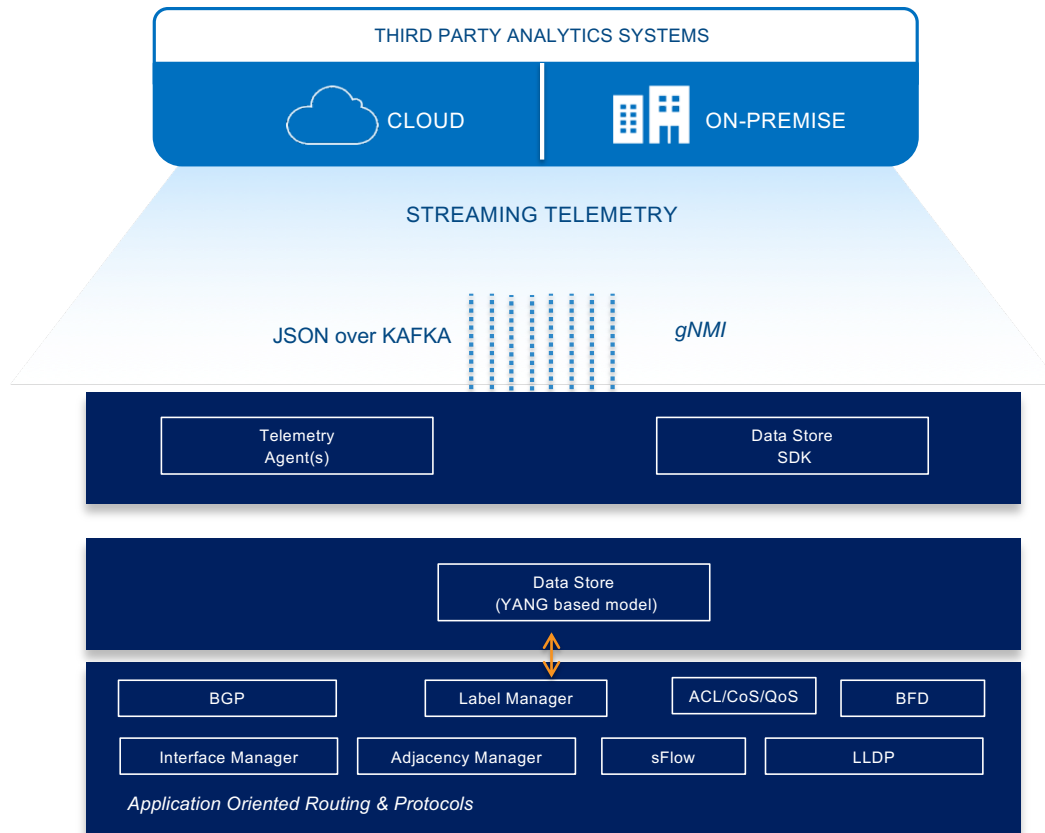 THIRD PARTY ANALYTICS SYSTEMS
CLOUD
ON-PREMISE
STREAMING TELEMETRY
JSON over KAFKA
gNMI
Telemetry
Agent(s)
Data Store
SDK
Data Store
(YANG based model)
BGP
Label Manager
ACL/CoS/QoS
BFD
Interface Manager
Adjacency Manager
sFlow
LLDP
Application Oriented Routing & Protocols